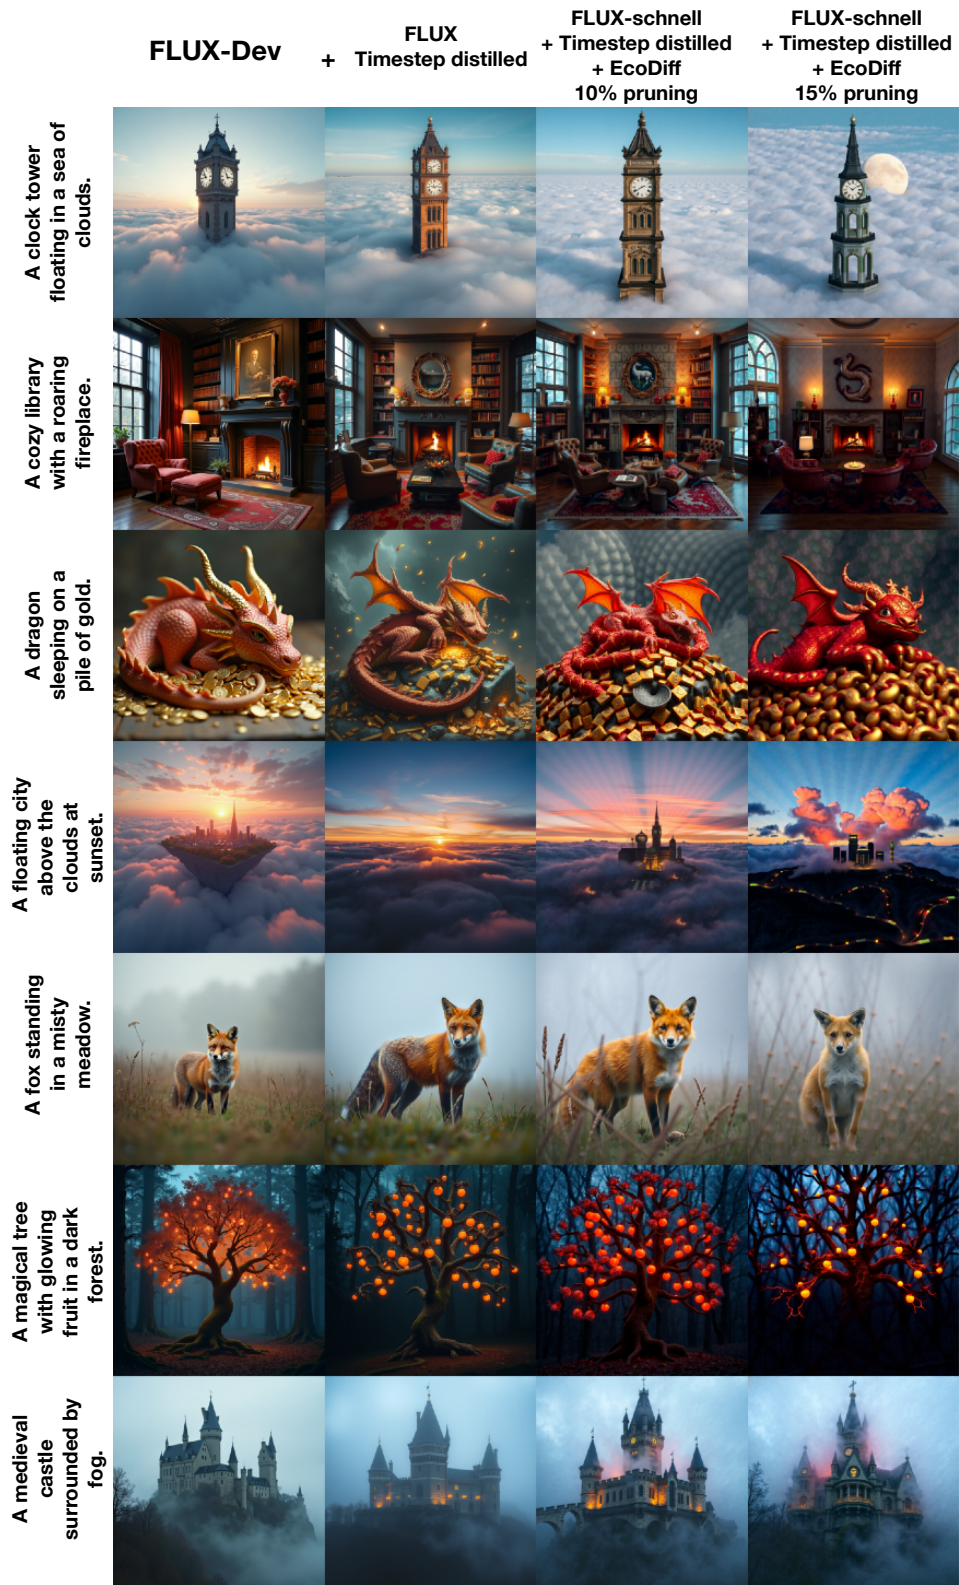 FLUX-Dev
FLUX
+ Timestep distilled
FLUX-schnell
+ Timestep distilled
+ EcoDiff
10% pruning
FLUX-schnell
+ Timestep distilled
+ EcoDiff
15% pruning
A clock tower
floating in a sea of
clouds.
A cozy library
with a roaring
fireplace.
A dragon
sleeping on a
pile of gold.
A floating city
above the
clouds at
sunset.
A fox standing
in a misty
meadow.
A magical tree
with glowing
fruit in a dark
forest.
A medieval
castle
surrounded by
fog.